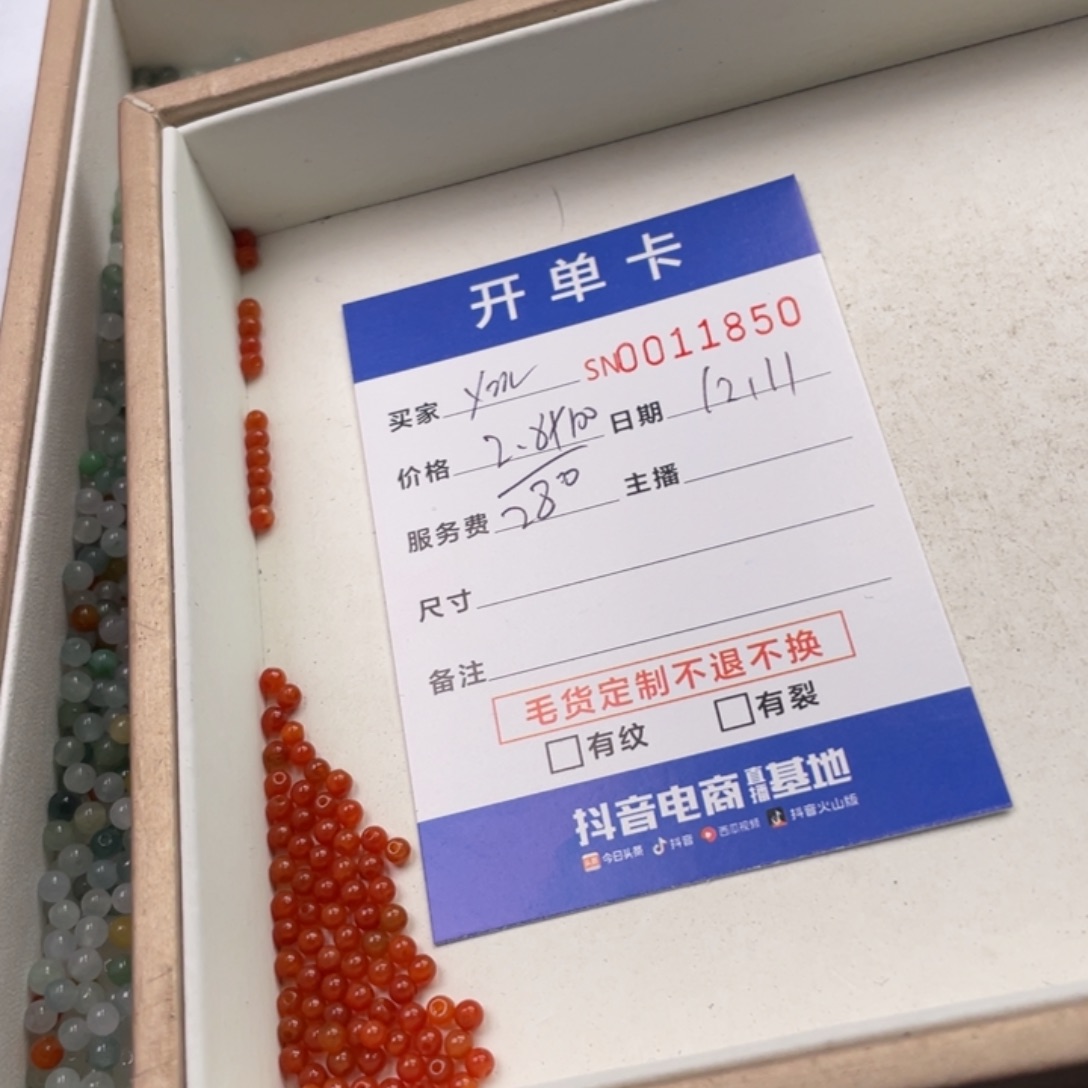 开单卡
SN0011850
买家
价格 2.8*100 日期 12.11
服务费 280 主播
尺寸
备注
毛货定制不退不换
□有纹 □有裂
抖音电商直播基地
今日头条 抖音 西瓜视频 抖音火山版